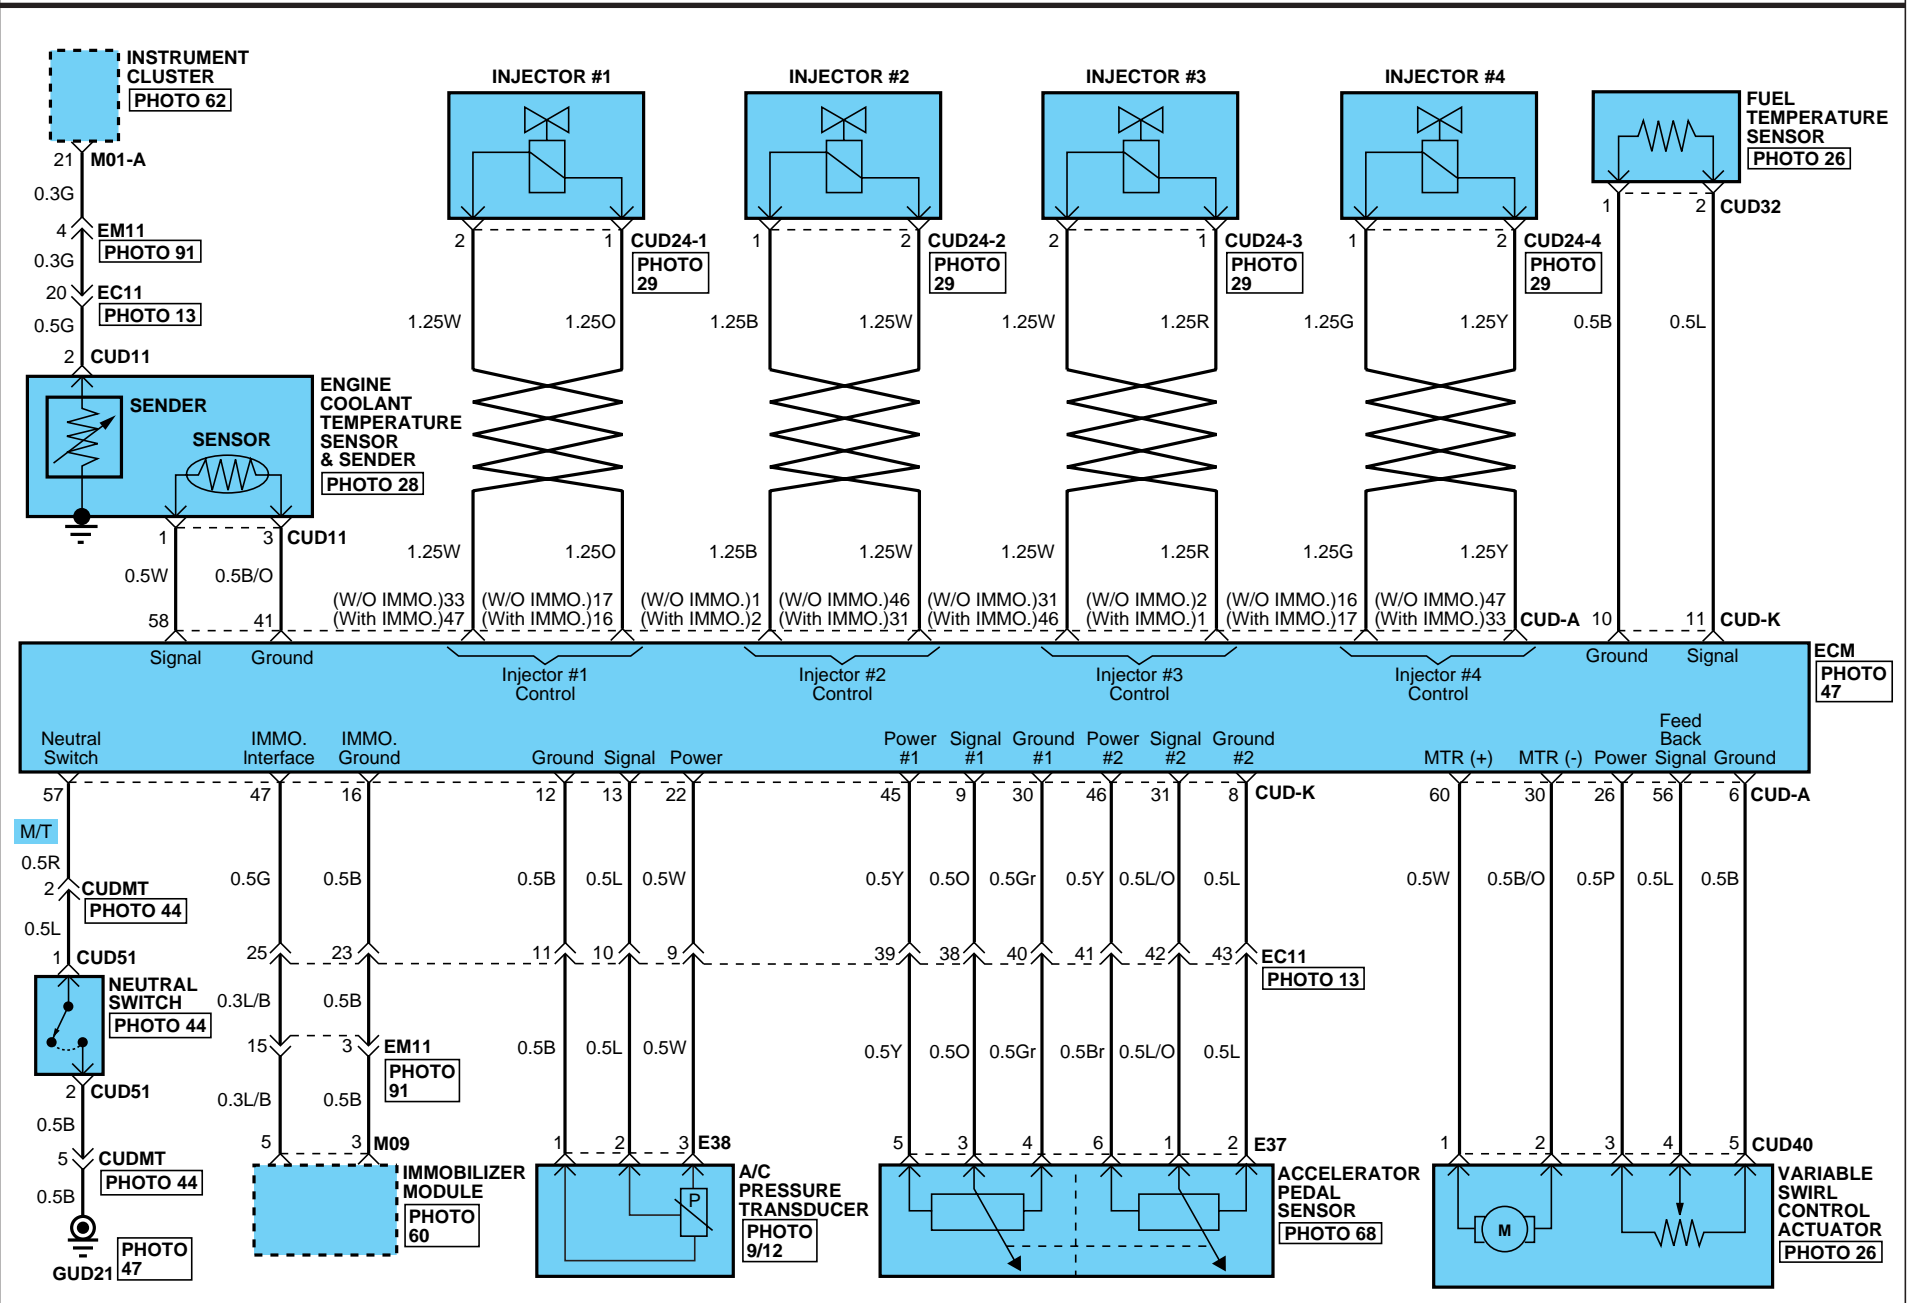 INSTRUMENT
CLUSTER
PHOTO 62
21
M01-A
0.3G
4
EM11
PHOTO 91
0.3G
20
EC11
PHOTO 13
0.5G
2
CUD11
SENDER
SENSOR
ENGINE
COOLANT
TEMPERATURE
SENSOR
& SENDER
PHOTO 28
1
3
CUD11
0.5W
0.5B/O
58
41
INJECTOR #1
2
1
CUD24-1
PHOTO
29
1.25W
1.25O
1.25W
1.25O
(W/O IMMO.)33
(With IMMO.)47
(W/O IMMO.)17
(With IMMO.)16
INJECTOR #2
1
2
CUD24-2
PHOTO
29
1.25B
1.25W
1.25B
1.25W
(W/O IMMO.)1
(With IMMO.)2
(W/O IMMO.)46
(With IMMO.)31
INJECTOR #3
2
1
CUD24-3
PHOTO
29
1.25W
1.25R
1.25W
1.25R
(W/O IMMO.)31
(With IMMO.)46
(W/O IMMO.)2
(With IMMO.)1
INJECTOR #4
1
2
CUD24-4
PHOTO
29
1.25G
1.25Y
1.25G
1.25Y
(W/O IMMO.)16
(With IMMO.)17
(W/O IMMO.)47
(With IMMO.)33
CUD-A
FUEL
TEMPERATURE
SENSOR
PHOTO 26
1
2
CUD32
0.5B
0.5L
10
11
CUD-K
Signal
Ground
Injector #1
Control
Injector #2
Control
Injector #3
Control
Injector #4
Control
Ground
Signal
ECM
PHOTO
47
Neutral
Switch
IMMO.
Interface
IMMO.
Ground
Ground
Signal
Power
Power
#1
Signal
#1
Ground
#1
Power
#2
Signal
#2
Ground
#2
MTR (+)
MTR (-)
Power
Feed
Back
Signal
Ground
57
47
16
12
13
22
45
9
30
46
31
8
CUD-K
60
30
26
56
6
CUD-A
M/T
0.5R
2
CUDMT
PHOTO 44
0.5L
1
CUD51
NEUTRAL
SWITCH
PHOTO 44
2
CUD51
0.5B
5
CUDMT
PHOTO 44
0.5B
GUD21
PHOTO
47
0.5G
0.5B
25
23
0.3L/B
0.5B
15
3
EM11
PHOTO
91
0.3L/B
0.5B
5
3
M09
IMMOBILIZER
MODULE
PHOTO
60
0.5B
0.5L
0.5W
11
10
9
0.5B
0.5L
0.5W
1
2
3
E38
P
A/C
PRESSURE
TRANSDUCER
PHOTO
9/12
0.5Y
0.5O
0.5Gr
0.5Y
0.5L/O
0.5L
39
38
40
41
42
43
EC11
PHOTO 13
0.5Y
0.5O
0.5Gr
0.5Br
0.5L/O
0.5L
5
3
4
6
1
2
E37
ACCELERATOR
PEDAL
SENSOR
PHOTO 68
0.5W
0.5B/O
0.5P
0.5L
0.5B
1
2
3
4
5
CUD40
M
VARIABLE
SWIRL
CONTROL
ACTUATOR
PHOTO 26